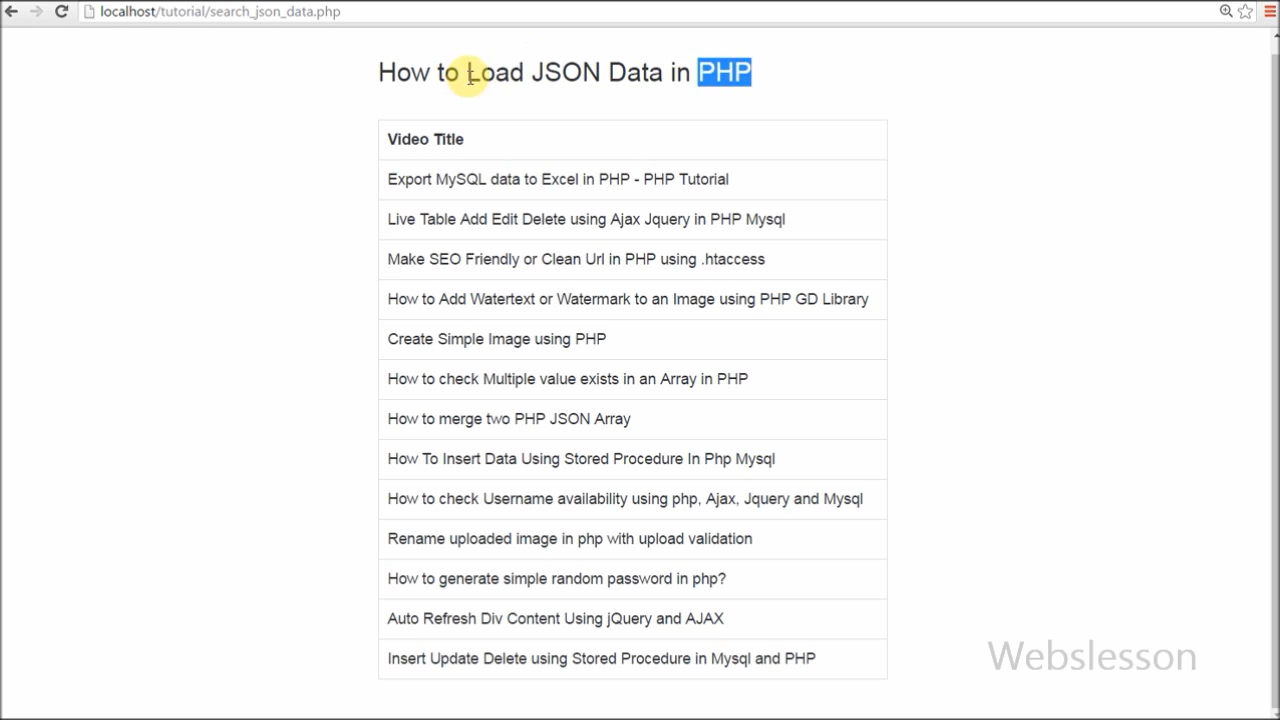 localhost/tutorial/search_json_data.php
How to Load JSON Data in PHP
Video Title
Export MySQL data to Excel in PHP - PHP Tutorial
Live Table Add Edit Delete using Ajax Jquery in PHP Mysql
Make SEO Friendly or Clean Url in PHP using .htaccess
How to Add Watertext or Watermark to an Image using PHP GD Library
Create Simple Image using PHP
How to check Multiple value exists in an Array in PHP
How to merge two PHP JSON Array
How To Insert Data Using Stored Procedure In Php Mysql
How to check Username availability using php, Ajax, Jquery and Mysql
Rename uploaded image in php with upload validation
How to generate simple random password in php?
Auto Refresh Div Content Using jQuery and AJAX
Insert Update Delete using Stored Procedure in Mysql and PHP
Webslesson